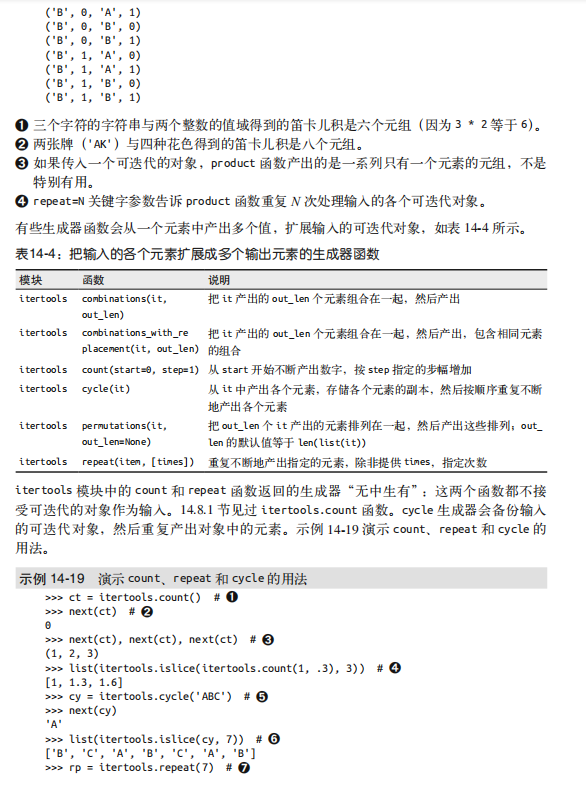 ('B', 0, 'A', 1)
('B', 0, 'B', 0)
('B', 0, 'B', 1)
('B', 1, 'A', 0)
('B', 1, 'A', 1)
('B', 1, 'B', 0)
('B', 1, 'B', 1)
❶ 三个字符的字符串与两个整数的值域得到的笛卡儿积是六个元组（因为 3 * 2 等于 6）。
❷ 两张牌（'AK'）与四种花色得到的笛卡儿积是八个元组。
❸ 如果传入一个可迭代的对象，product 函数产出的是一系列只有一个元素的元组，不是
特别有用。
❹ repeat=N 关键字参数告诉 product 函数重复 N 次处理输入的各个可迭代对象。
有些生成器函数会从一个元素中产出多个值，扩展输入的可迭代对象，如表 14-4 所示。
表14-4：把输入的各个元素扩展成多个输出元素的生成器函数
模块 函数 说明
itertools combinations(it, 把 it 产出的 out_len 个元素组合在一起，然后产出
out_len)
itertools combinations_with_re 把 it 产出的 out_len 个元素组合在一起，然后产出，包含相同元素
placement(it, out_len) 的组合
itertools count(start=0, step=1) 从 start 开始不断产出数字，按 step 指定的步幅增加
itertools cycle(it) 从 it 中产出各个元素，存储各个元素的副本，然后按顺序重复不断
地产出各个元素
itertools permutations(it, 把 out_len 个 it 产出的元素排列在一起，然后产出这些排列；out_
out_len=None) len 的默认值等于 len(list(it))
itertools repeat(item, [times]) 重复不断地产出指定的元素，除非提供 times，指定次数
itertools 模块中的 count 和 repeat 函数返回的生成器“无中生有”：这两个函数都不接
受可迭代的对象作为输入。14.8.1 节见过 itertools.count 函数。cycle 生成器会备份输入
的可迭代对象，然后重复产出对象中的元素。示例 14-19 演示 count、repeat 和 cycle 的
用法。
示例 14-19 演示 count、repeat 和 cycle 的用法
>>> ct = itertools.count() # ❶
>>> next(ct) # ❷
0
>>> next(ct), next(ct), next(ct) # ❸
(1, 2, 3)
>>> list(itertools.islice(itertools.count(1, .3), 3)) # ❹
[1, 1.3, 1.6]
>>> cy = itertools.cycle('ABC') # ❺
>>> next(cy)
'A'
>>> list(itertools.islice(cy, 7)) # ❻
['B', 'C', 'A', 'B', 'C', 'A', 'B']
>>> rp = itertools.repeat(7) # ❼